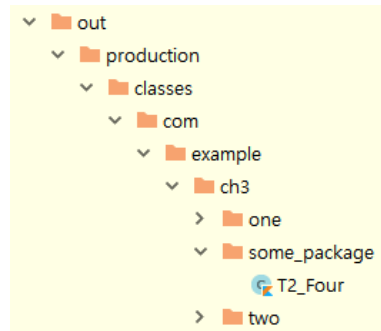 out
production
classes
com
example
ch3
one
some_package
T2_Four
two